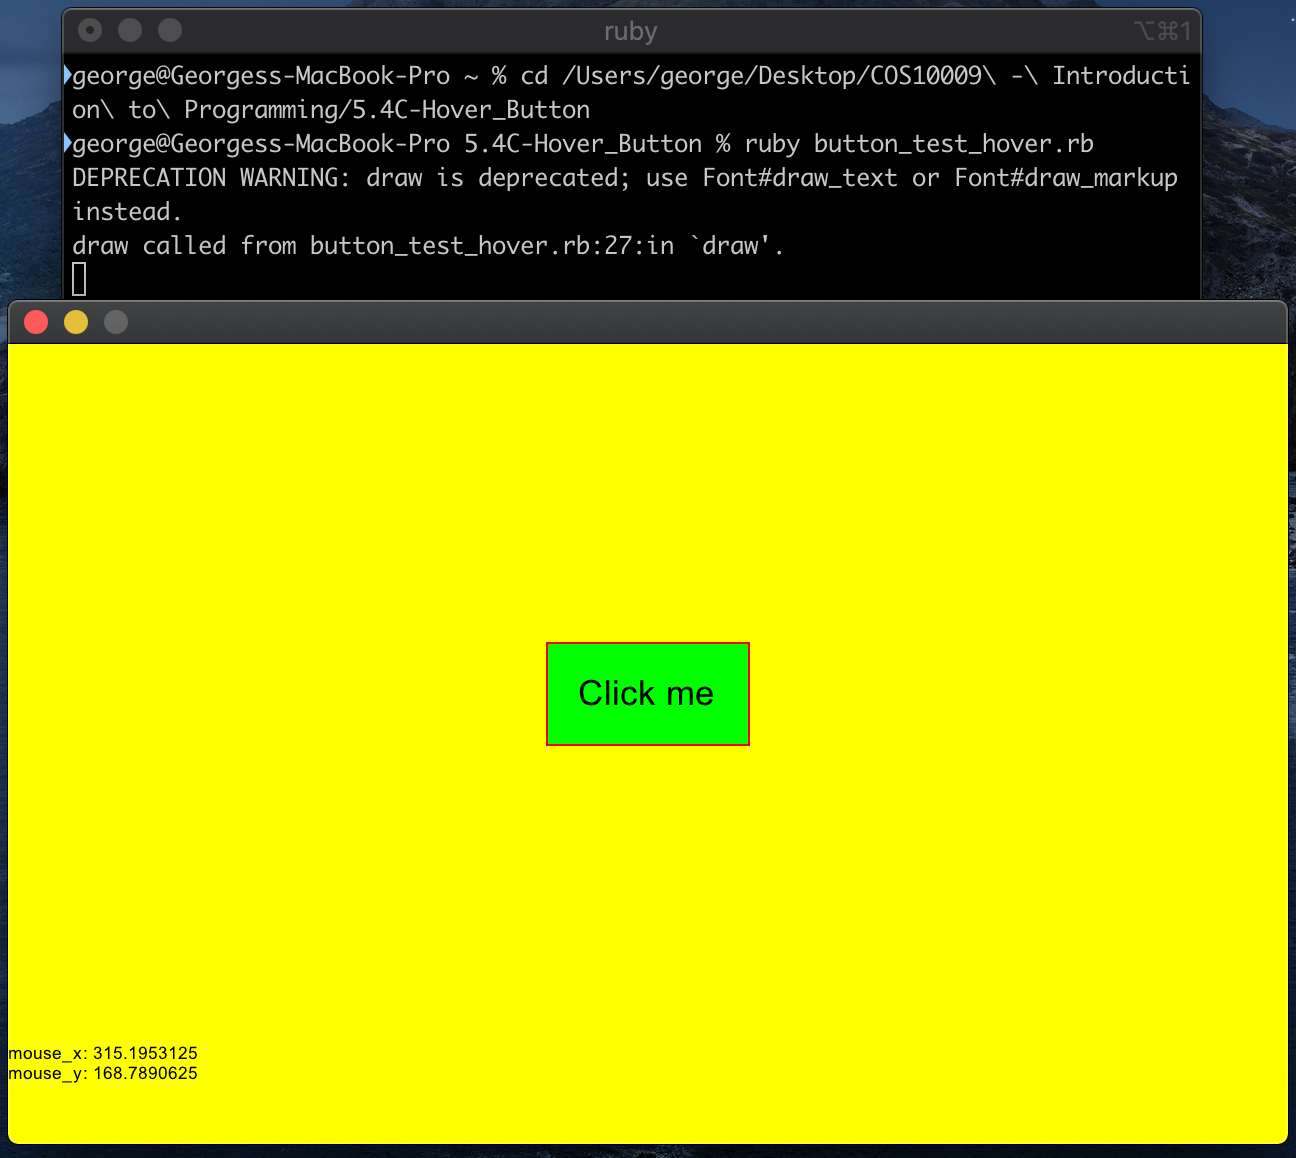 ruby
⌥⌘1
george@Georgess-MacBook-Pro ~ % cd /Users/george/Desktop/COS10009\ -\ Introducti
on\ to\ Programming/5.4C-Hover_Button
george@Georgess-MacBook-Pro 5.4C-Hover_Button % ruby button_test_hover.rb
DEPRECATION WARNING: draw is deprecated; use Font#draw_text or Font#draw_markup
instead.
draw called from button_test_hover.rb:27:in `draw'.
Click me
mouse_x: 315.1953125
mouse_y: 168.7890625